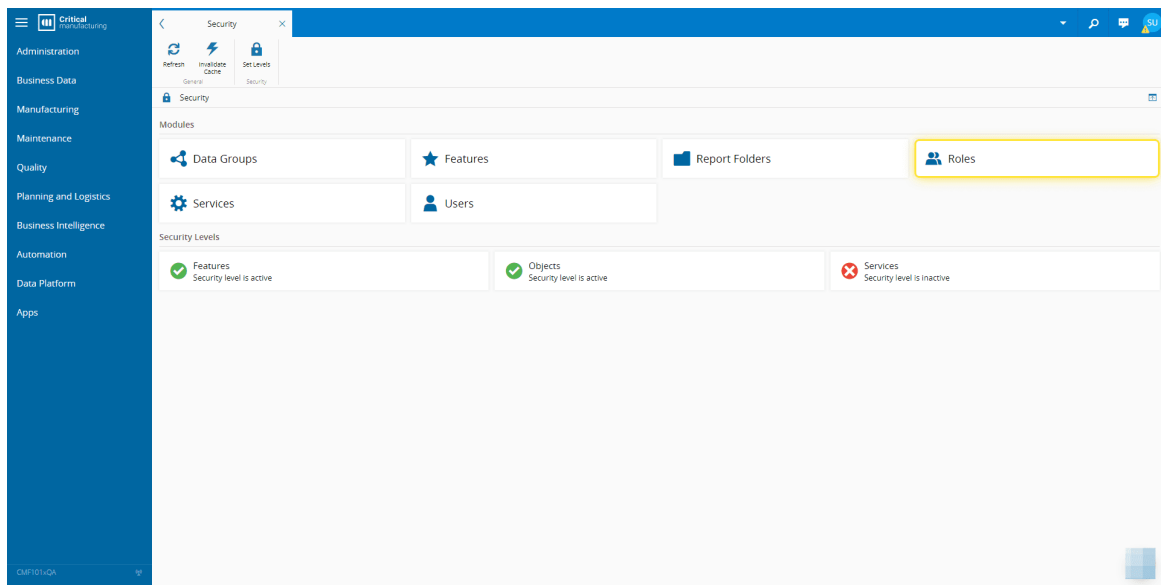 Critical
manufacturing
Security
SU
Administration
Business Data
Manufacturing
Maintenance
Quality
Planning and Logistics
Business Intelligence
Automation
Data Platform
Apps
CMF101xQA
Refresh
Invalidate
Cache
Set Levels
General
Security
Security
Modules
Data Groups
Features
Report Folders
Roles
Services
Users
Security Levels
Features
Security level is active
Objects
Security level is active
Services
Security level is inactive